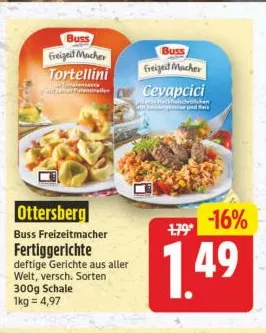 Buss
Freizeit Macher
Tortellini
Buss
Freizeit Macher
Cevapcici
Ottersberg
Buss Freizeitmacher
Fertiggerichte
deftige Gerichte aus aller
Welt, versch. Sorten
300g Schale
1kg = 4,97
-16%
1.79*
1.49